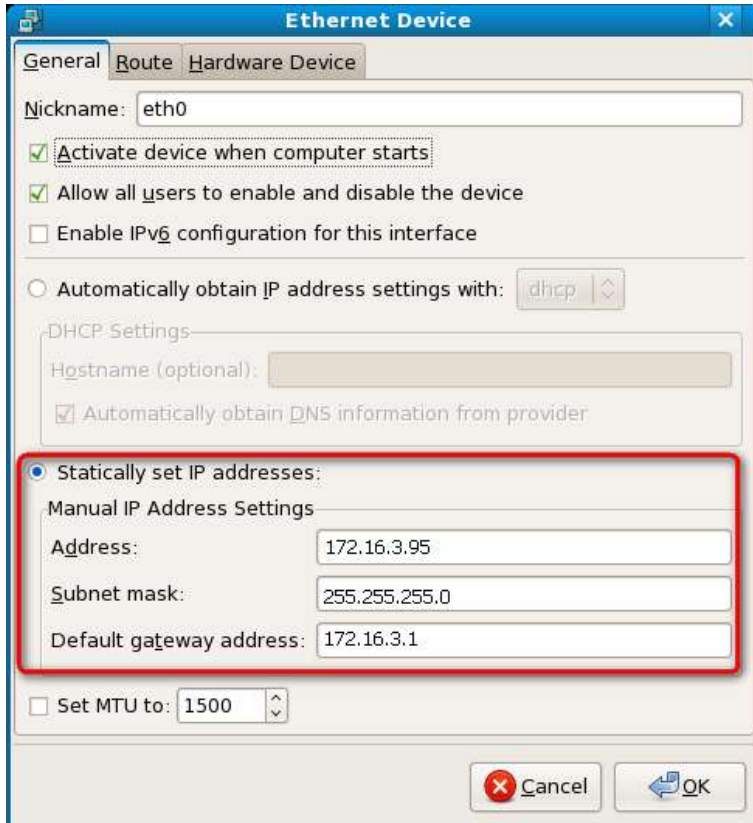 Ethernet Device
General Route Hardware Device
Nickname: eth0
Activate device when computer starts
Allow all users to enable and disable the device
Enable IPv6 configuration for this interface
Automatically obtain IP address settings with: dhcp
DHCP Settings
Hostname (optional):
Automatically obtain DNS information from provider
Statically set IP addresses:
Manual IP Address Settings
Address: 172.16.3.95
Subnet mask: 255.255.255.0
Default gateway address: 172.16.3.1
Set MTU to: 1500
Cancel OK